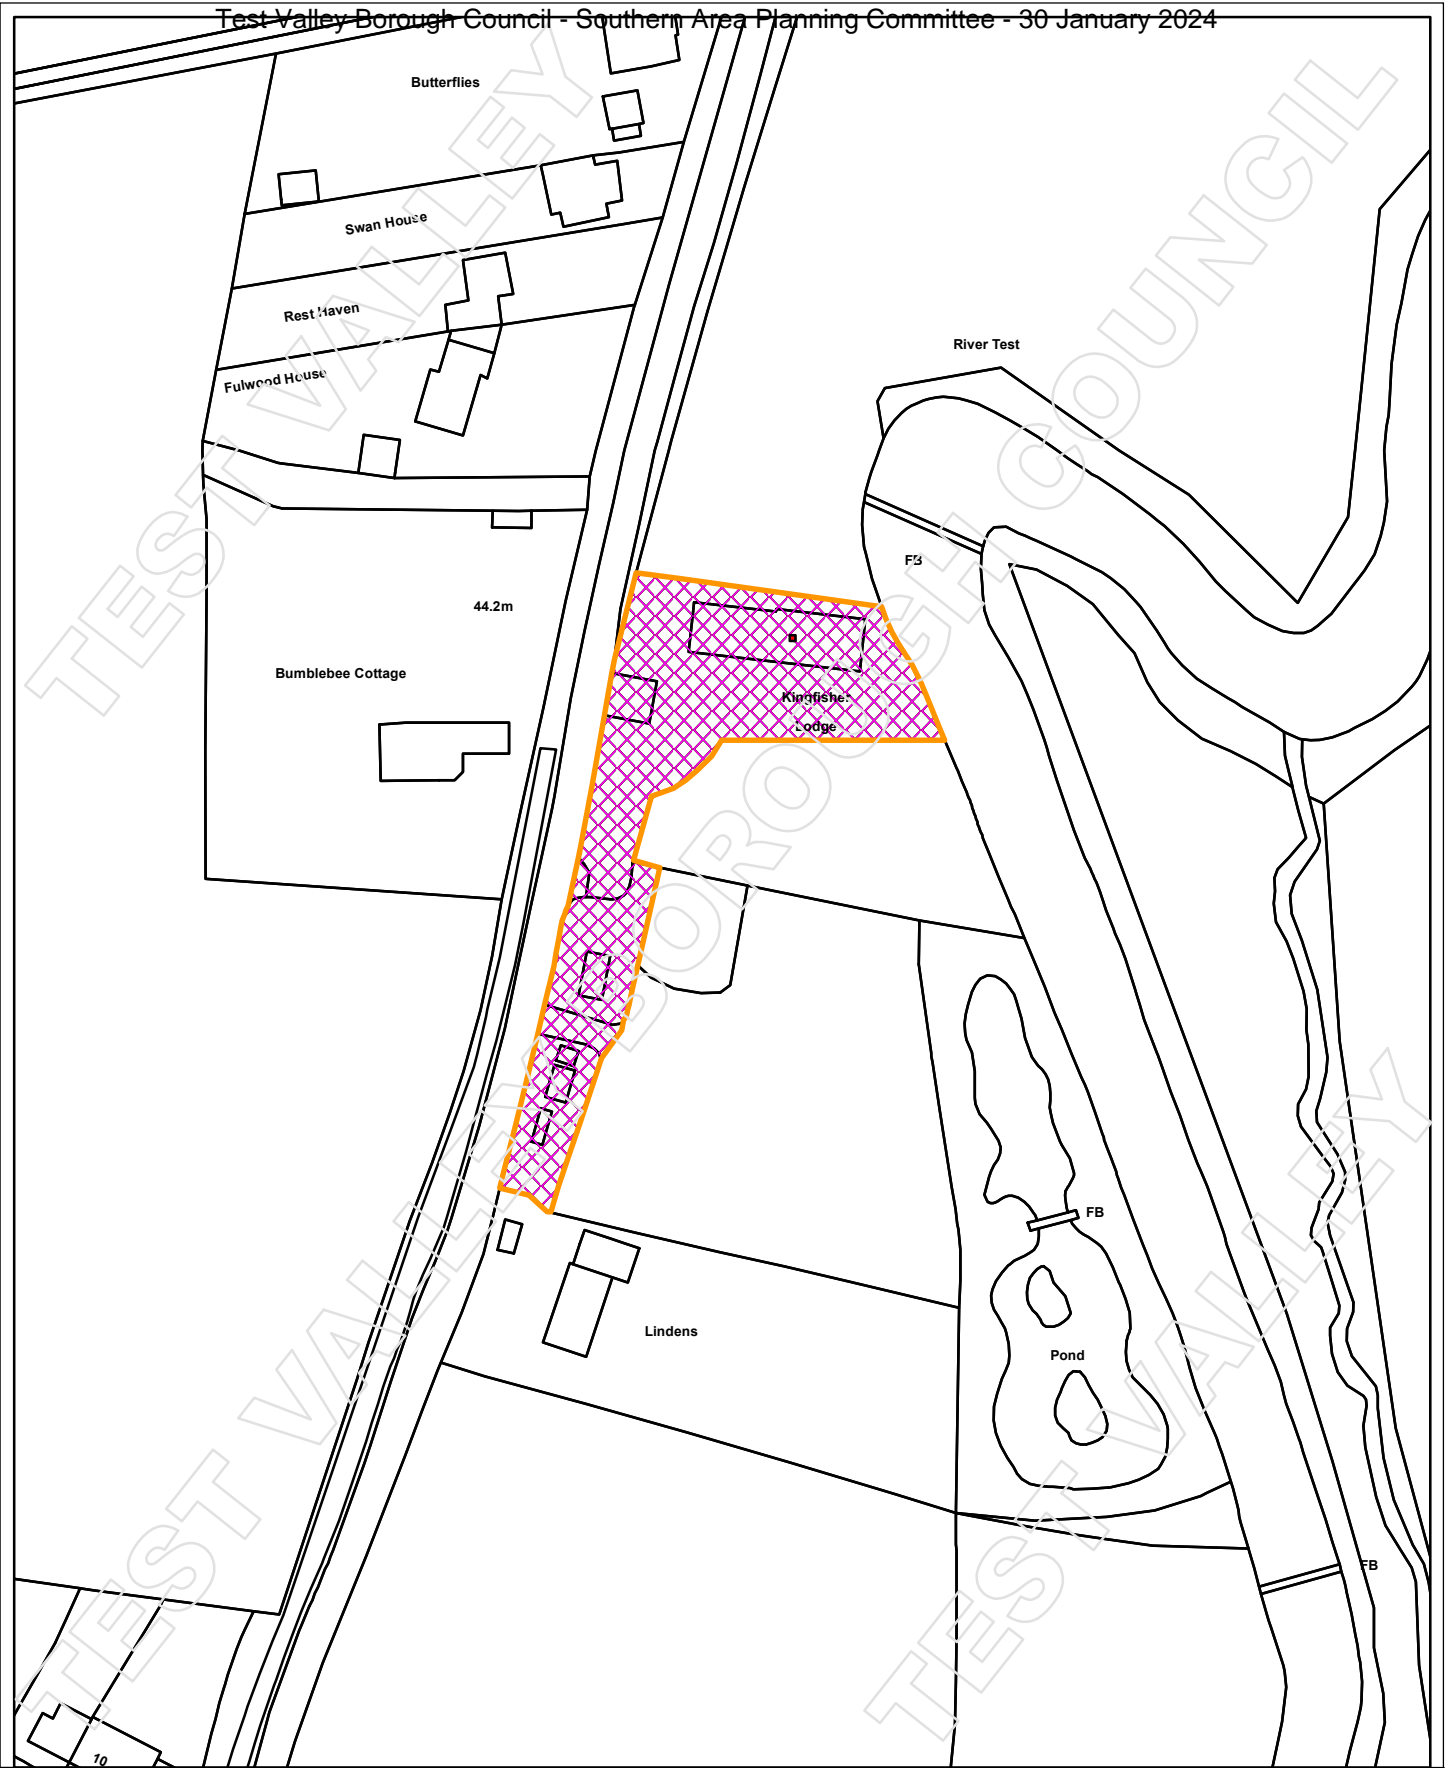 Test Valley Borough Council - Southern Area Planning Committee - 30 January 2024
Butterflies
Swan House
Rest Haven
River Test
Fulwood House
FB
44.2m
Bumblebee Cottage
Kingfisher
Lodge
FB
Lindens
Pond
FB
10
TEST VALLEY BOROUGH COUNCIL
TEST VALLEY
TEST VALLEY
TEST VALLEY